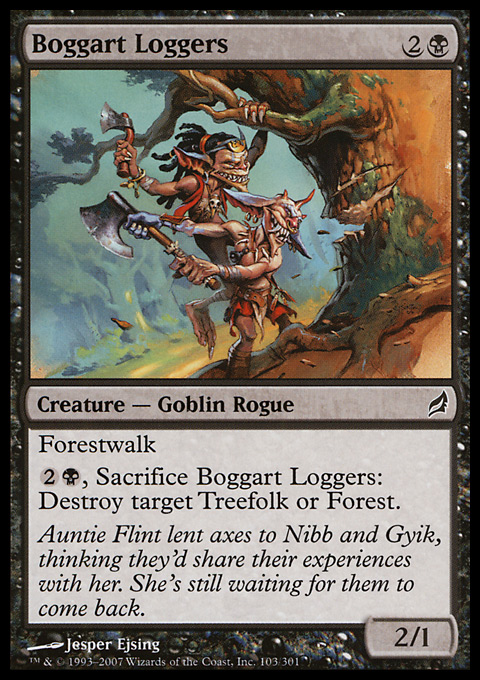 Boggart Loggers 2
Creature — Goblin Rogue
Forestwalk
2, Sacrifice Boggart Loggers:
Destroy target Treefolk or Forest.
Auntie Flint lent axes to Nibb and Gyik,
thinking they'd share their experiences
with her. She's still waiting for them to
come back.
Jesper Ejsing
2/1
™ & © 1993–2007 Wizards of the Coast, Inc. 103/301